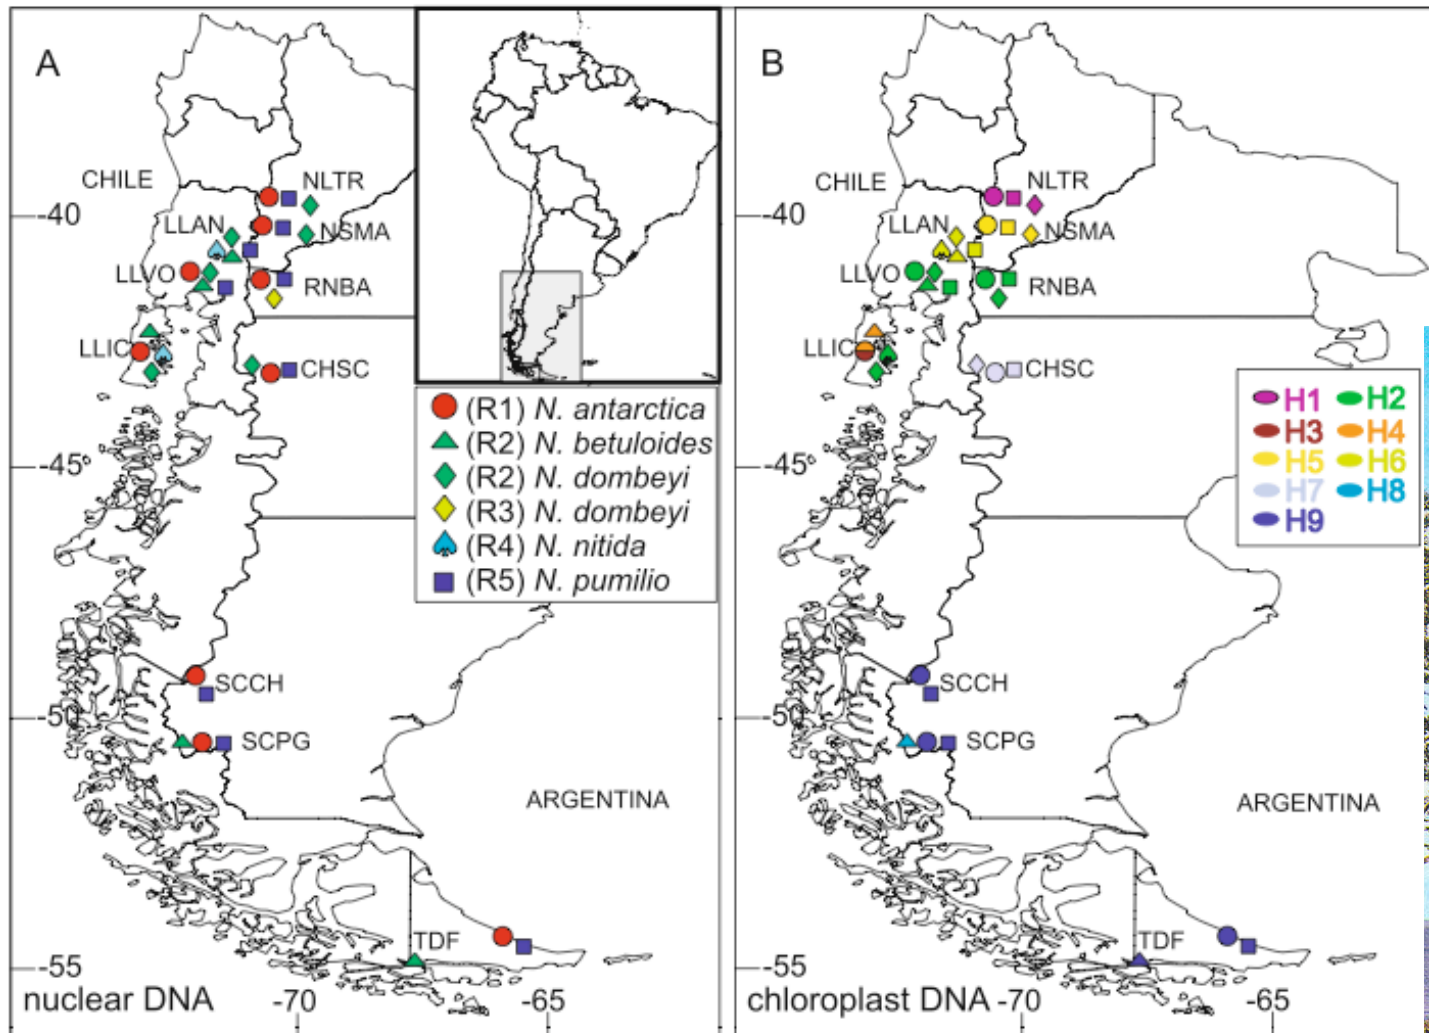 A
CHILE
NLTR
-40
LLAN
NSMA
LLVO
RNBA
LLIC
CHSC
(R1) N. antarctica
(R2) N. betuloides
(R2) N. dombeyi
(R3) N. dombeyi
(R4) N. nitida
(R5) N. pumilio
-45
SCCH
-50
SCPG
ARGENTINA
TDF
-55
nuclear DNA
-70
-65
B
CHILE
NLTR
-40
LLAN
NSMA
LLVO
RNBA
LLIC
CHSC
H1 H2
H3 H4
H5 H6
H7 H8
H9
-45
SCCH
-50
SCPG
ARGENTINA
TDF
-55
chloroplast DNA
-70
-65